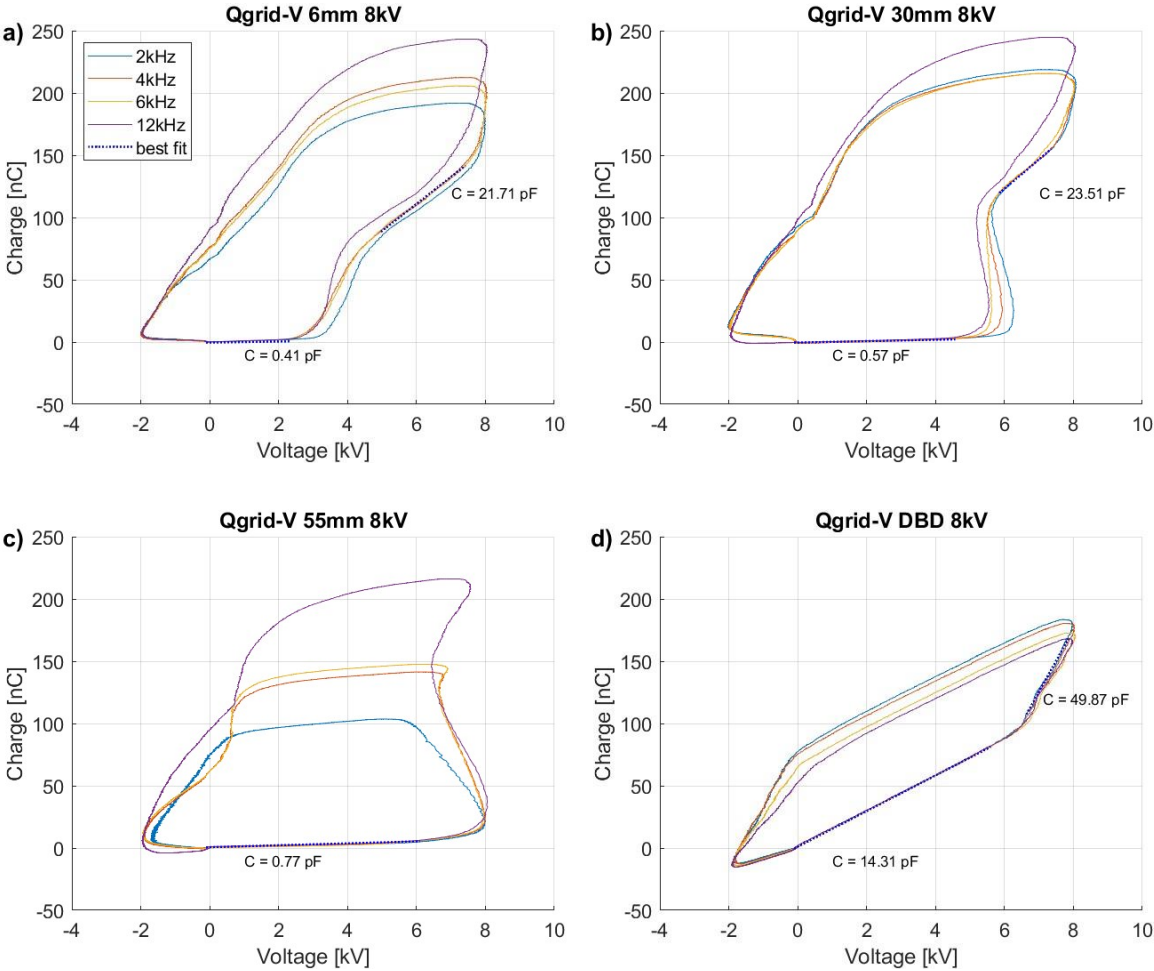 a)
Qgrid-V 6mm 8kV
250
200
150
100
50
0
-50
Charge [nC]
2kHz
4kHz
6kHz
12kHz
best fit
C = 21.71 pF
C = 0.41 pF
-4 -2 0 2 4 6 8 10
Voltage [kV]
b)
Qgrid-V 30mm 8kV
250
200
150
100
50
0
-50
Charge [nC]
C = 23.51 pF
C = 0.57 pF
-4 -2 0 2 4 6 8 10
Voltage [kV]
c)
Qgrid-V 55mm 8kV
250
200
150
100
50
0
-50
Charge [nC]
C = 0.77 pF
-4 -2 0 2 4 6 8 10
Voltage [kV]
d)
Qgrid-V DBD 8kV
250
200
150
100
50
0
-50
Charge [nC]
C = 49.87 pF
C = 14.31 pF
-4 -2 0 2 4 6 8 10
Voltage [kV]